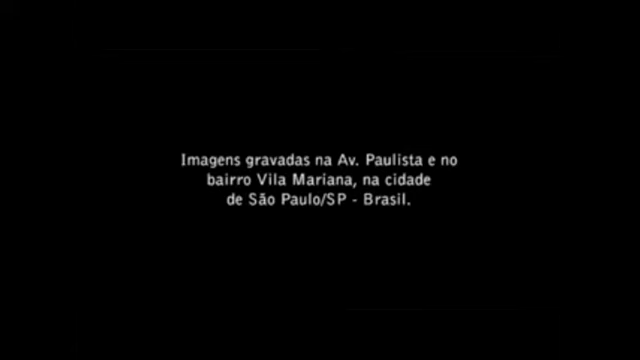 Imagens gravadas na Av. Paulista e no
bairro Vila Mariana, na cidade
de São Paulo/SP - Brasil.